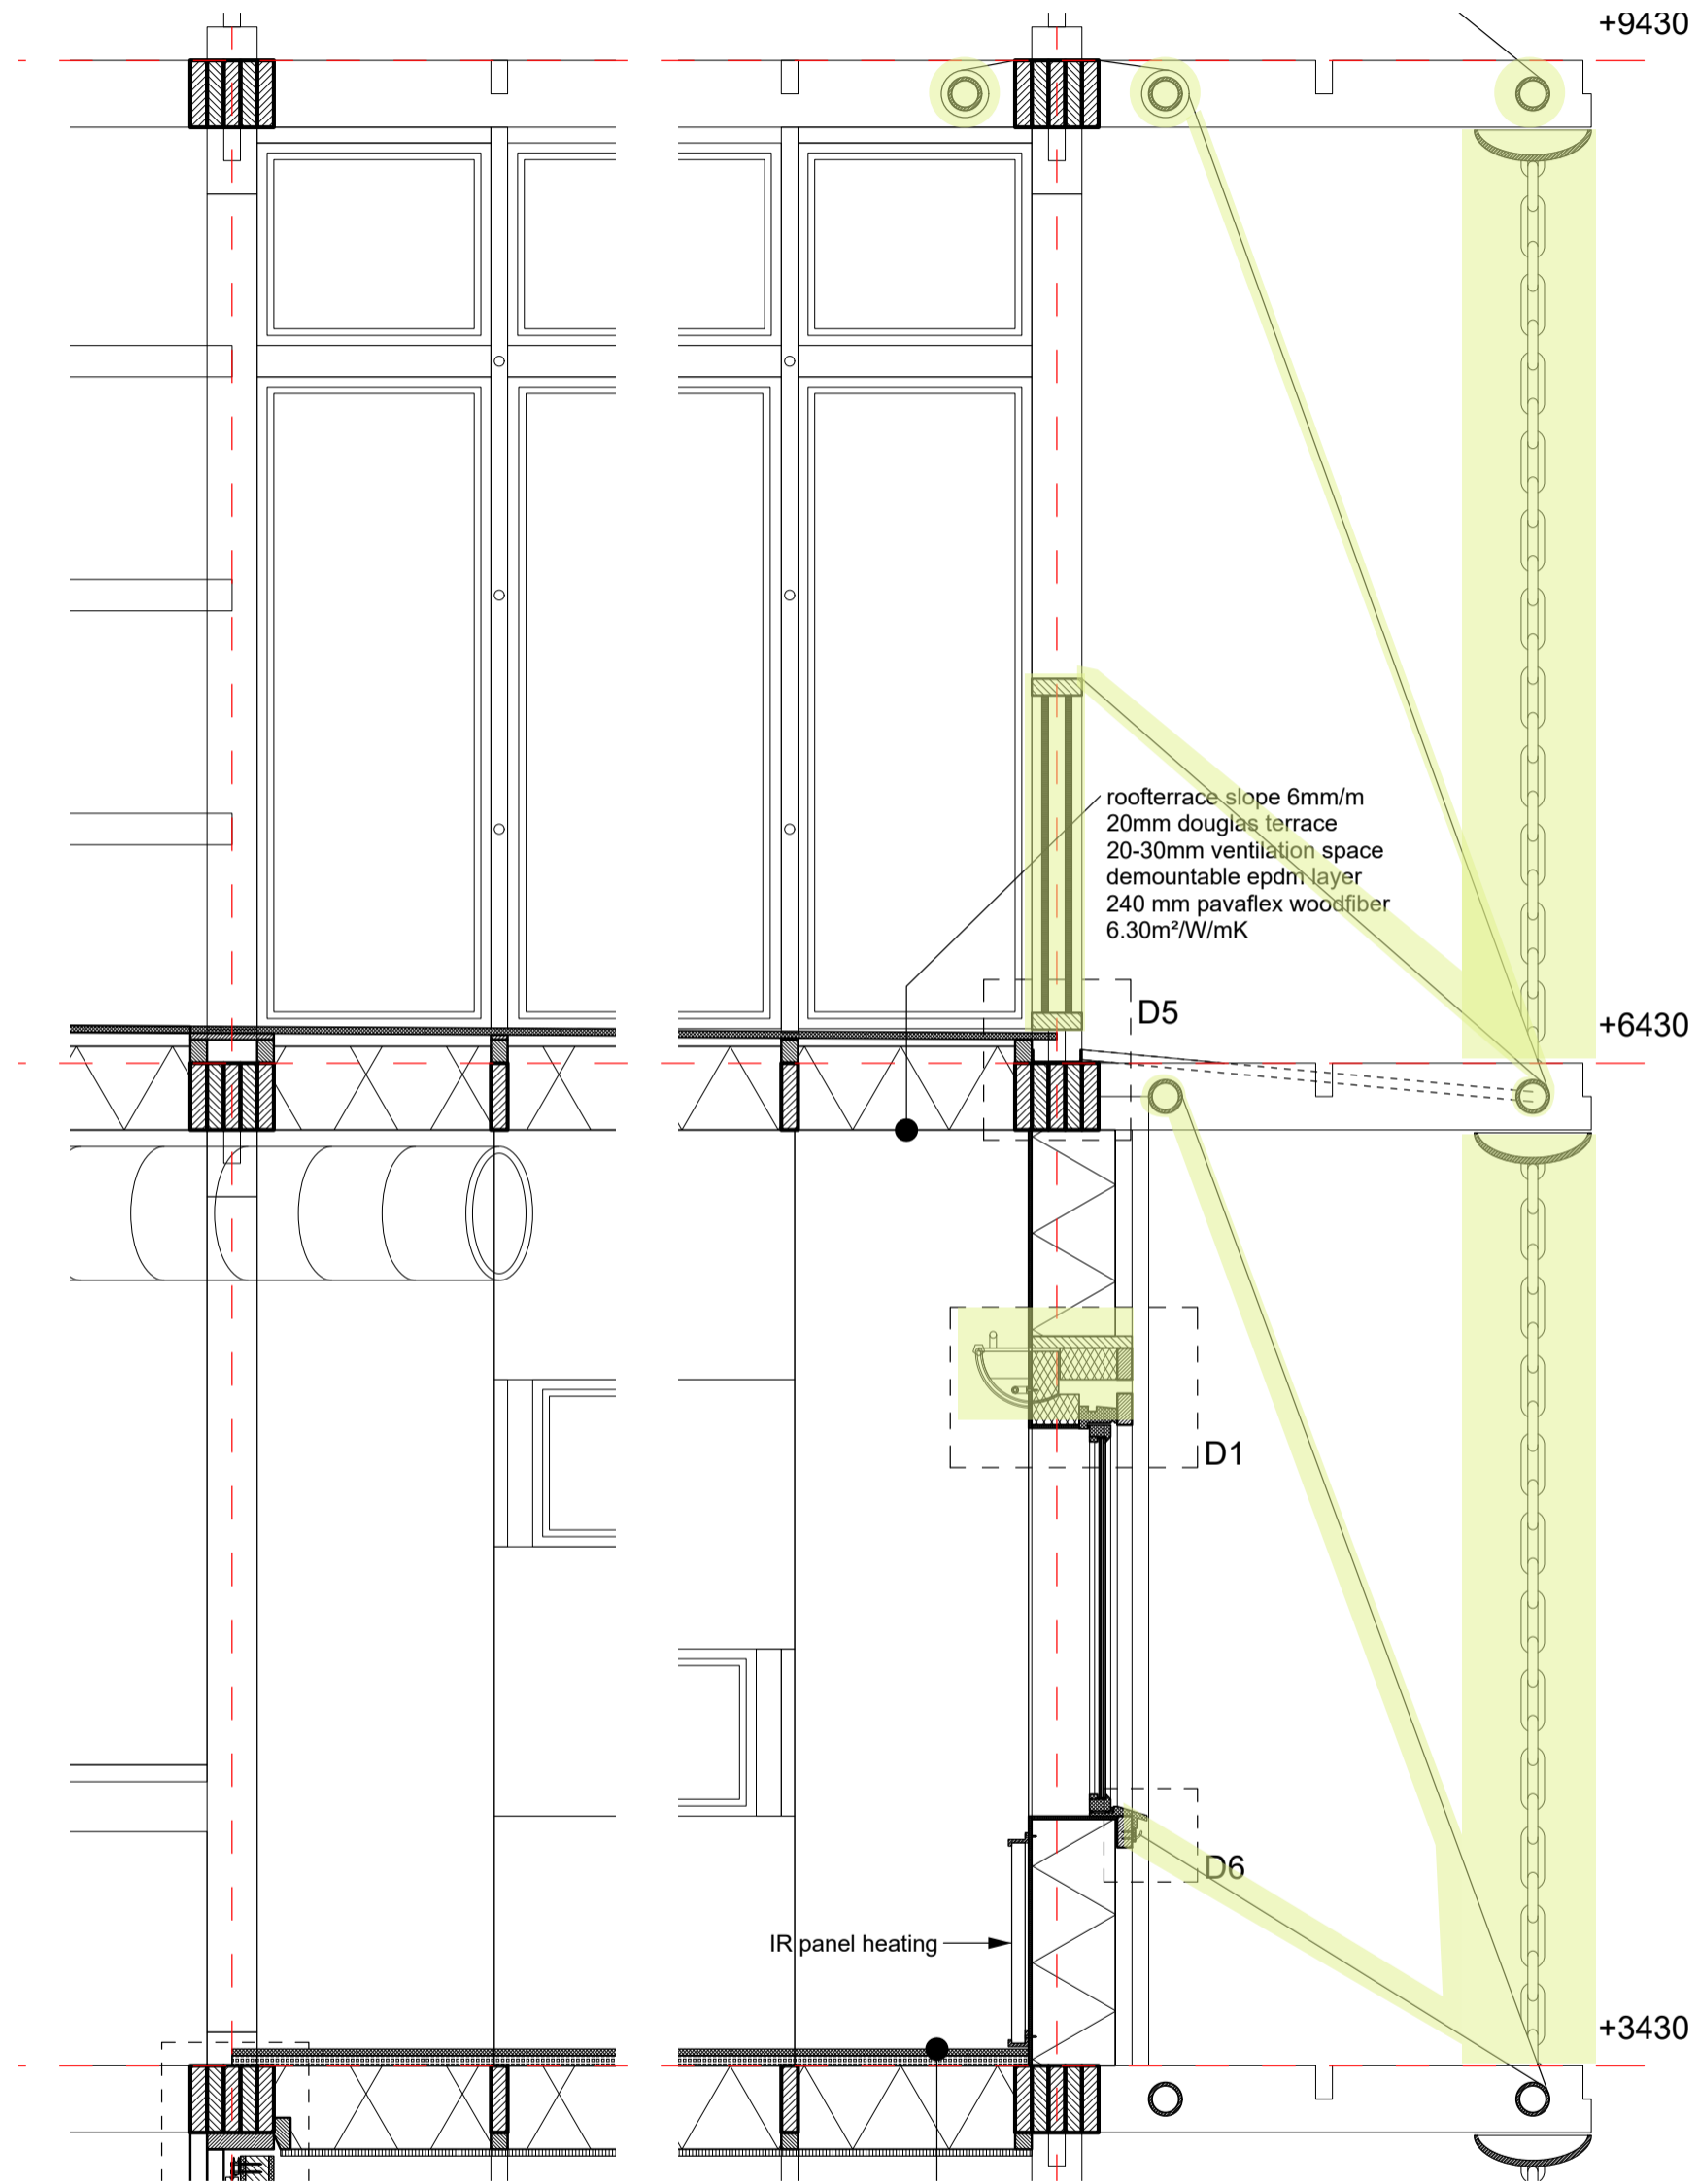 +9430
roofterrace slope 6mm/m
20mm douglas terrace
20-30mm ventilation space
demountable epdm layer
240 mm pavaflex woodfiber
6.30m²/W/mK
D5
+6430
D1
D6
IR panel heating
+3430